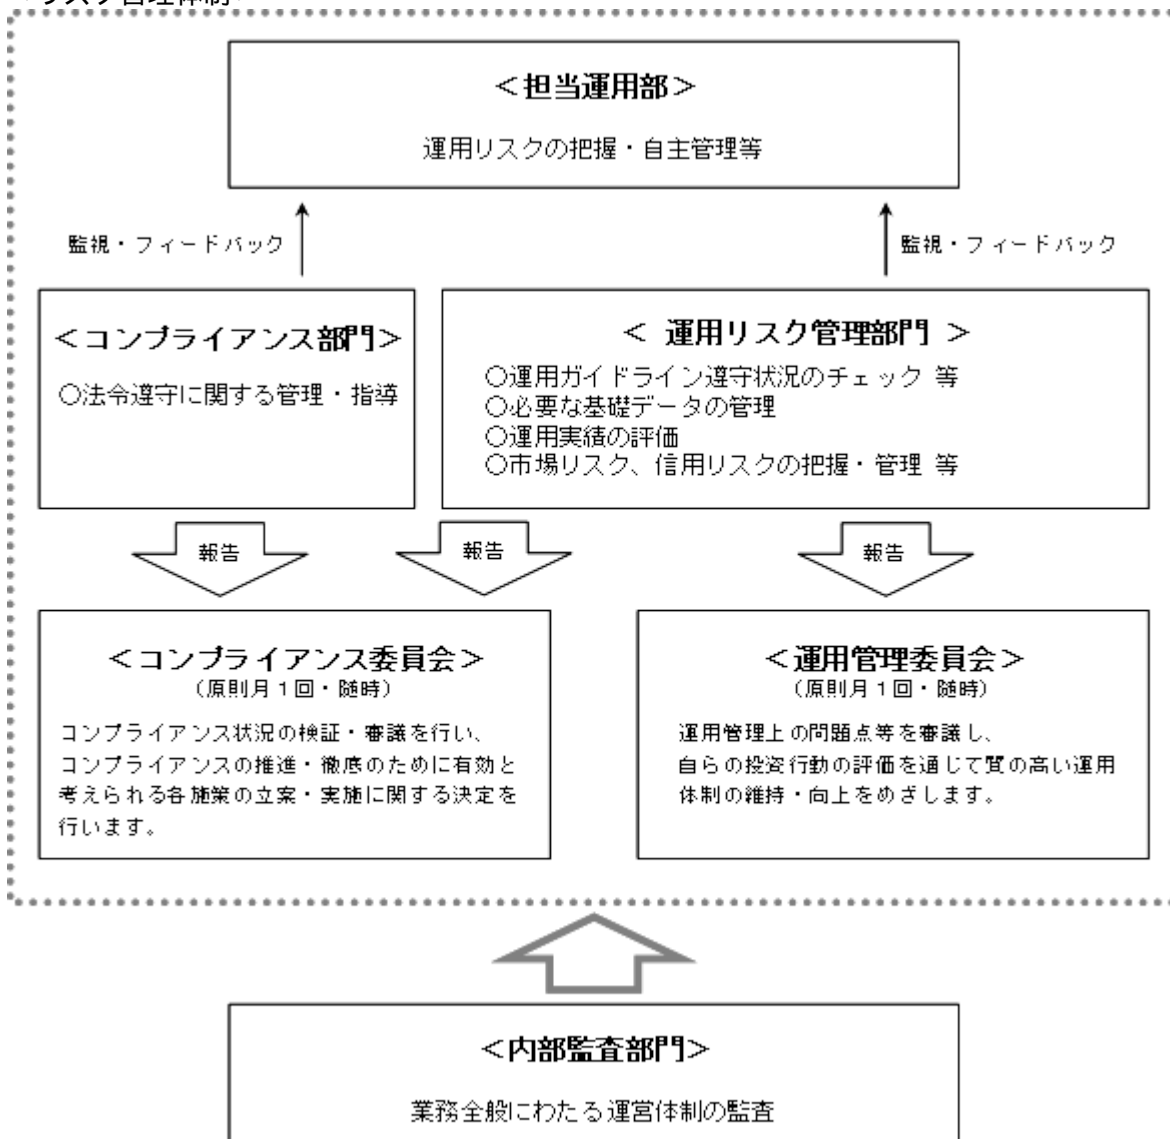 ＜リスク管理体制＞
＜担当運用部＞
運用リスクの把握・自主管理等
監視・フィードバック
監視・フィードバック
＜コンプライアンス部門＞
○法令遵守に関する管理・指導
＜ 運用リスク管理部門 ＞
○運用ガイドライン遵守状況のチェック 等
○必要な基礎データの管理
○運用実績の評価
○市場リスク、信用リスクの把握・管理 等
報告
報告
報告
＜コンプライアンス委員会＞
（原則月１回・随時）
コンプライアンス状況の検証・審議を行い、
コンプライアンスの推進・徹底のために有効と
考えられる各施策の立案・実施に関する決定を
行います。
＜運用管理委員会＞
（原則月１回・随時）
運用管理上の問題点等を審議し、
自らの投資行動の評価を通じて質の高い運用
体制の維持・向上をめざします。
＜内部監査部門＞
業務全般にわたる運営体制の監査